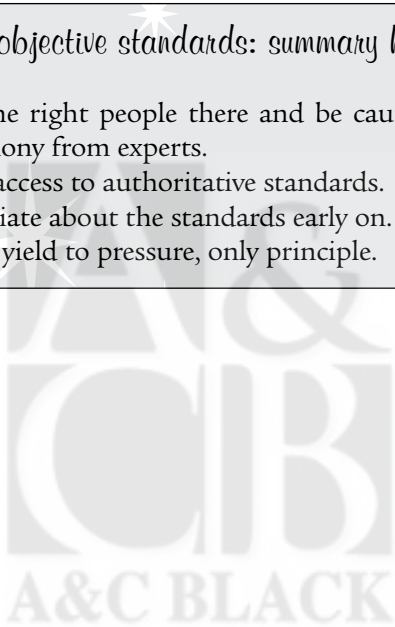 objective standards: summary
he right people there and be cau
ony from experts.
access to authoritative standards.
iate about the standards early on.
yield to pressure, only principle.
A&
CB
A&C BLACK